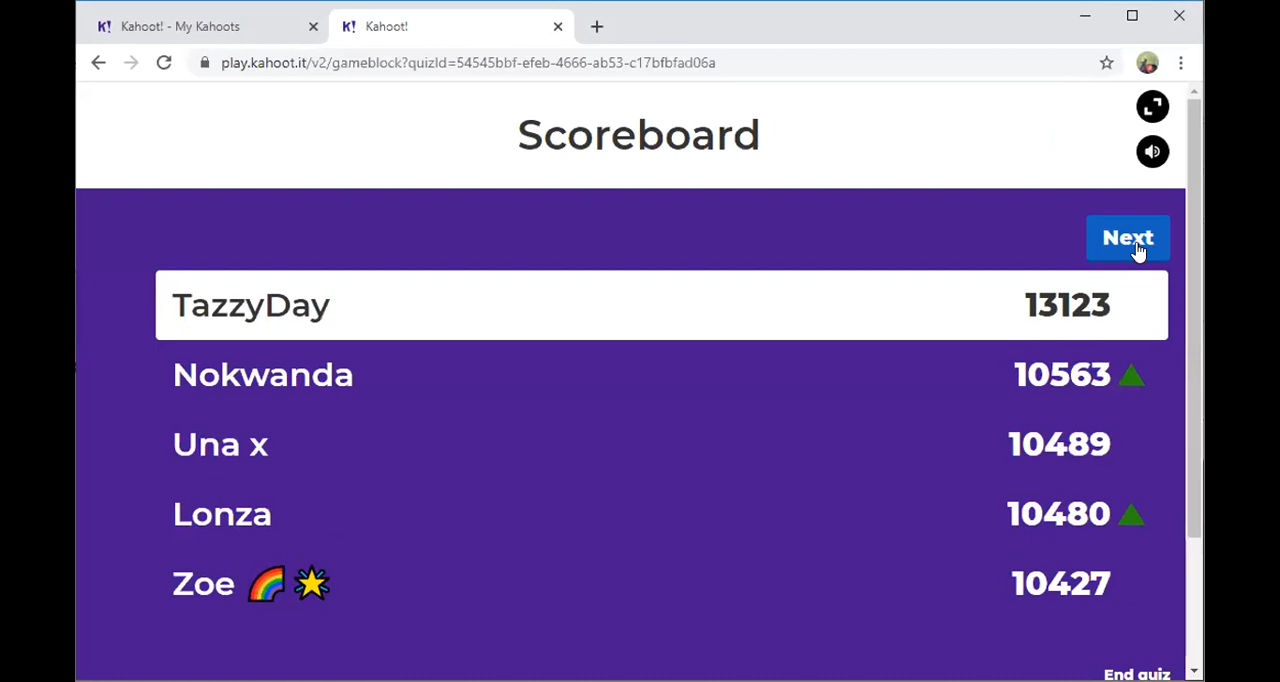 K! Kahoot! - My Kahoots
K! Kahoot!
play.kahoot.it/v2/gameblock?quizId=54545bbf-efeb-4666-ab53-c17bfbfad06a
Scoreboard
Next
TazzyDay 13123
Nokwanda 10563
Una x 10489
Lonza 10480
Zoe 🌈 🌟 10427
End quiz